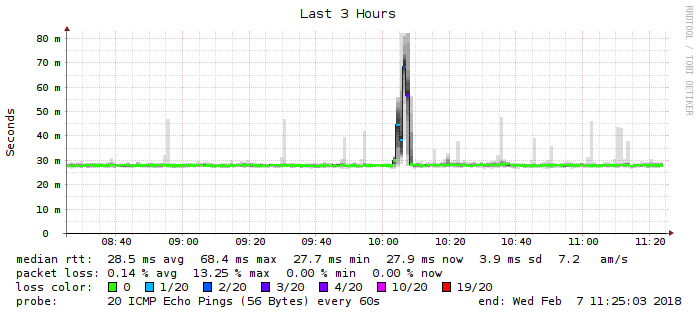 Last 3 Hours
RRDTOOL / TOBI OETIKER
Seconds
80 m
70 m
60 m
50 m
40 m
30 m
20 m
10 m
0
08:40 09:00 09:20 09:40 10:00 10:20 10:40 11:00 11:20
median rtt: 28.5 ms avg 68.4 ms max 27.7 ms min 27.9 ms now 3.9 ms sd 7.2 am/s
packet loss: 0.14 % avg 13.25 % max 0.00 % min 0.00 % now
loss color: 0 1/20 2/20 3/20 4/20 10/20 19/20
probe: 20 ICMP Echo Pings (56 Bytes) every 60s end: Wed Feb 7 11:25:03 2018